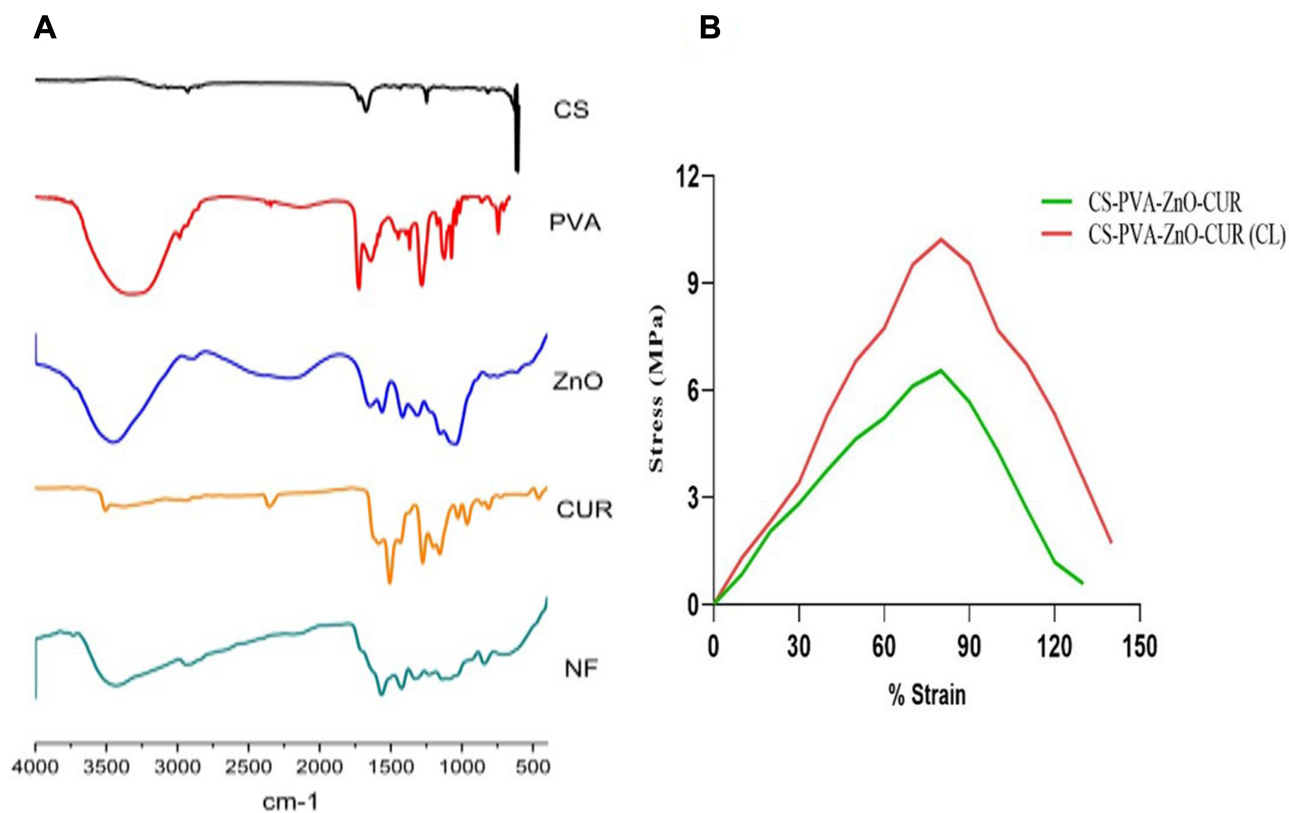 A
CS
PVA
ZnO
CUR
NF
4000 3500 3000 2500 2000 1500 1000 500
cm-1
B
12
9
6
3
0
Stress (MPa)
0 30 60 90 120 150
% Strain
CS-PVA-ZnO-CUR
CS-PVA-ZnO-CUR (CL)